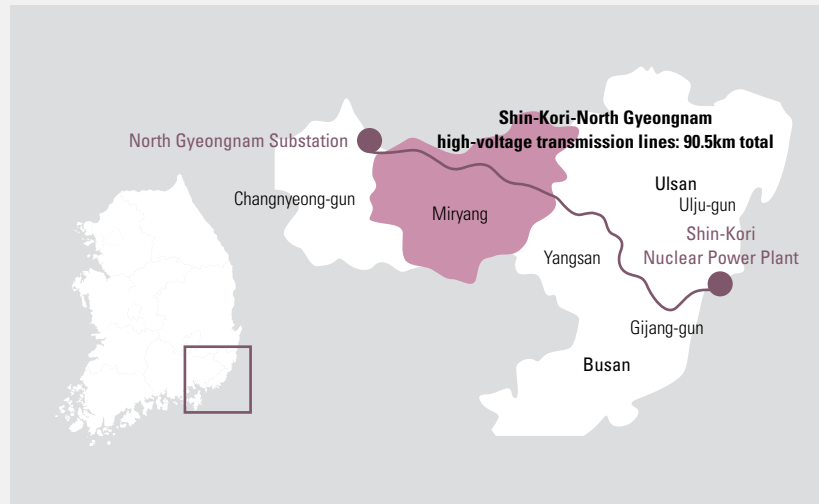 Shin-Kori-North Gyeongnam
high-voltage transmission lines: 90.5km total
North Gyeongnam Substation
Changnyeong-gun
Miryang
Ulsan
Ulju-gun
Shin-Kori
Nuclear Power Plant
Yangsan
Gijang-gun
Busan